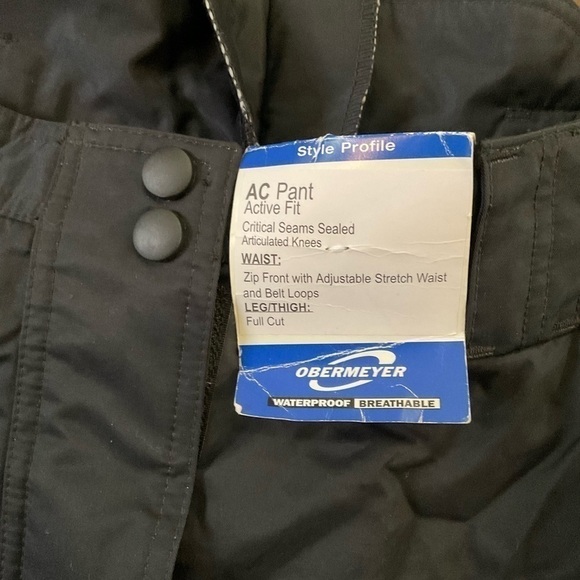 Style Profile
AC Pant
Active Fit
Critical Seams Sealed
Articulated Knees
WAIST:
Zip Front with Adjustable Stretch Waist
and Belt Loops
LEG/THIGH:
Full Cut
OBERMEYER
WATERPROOF BREATHABLE